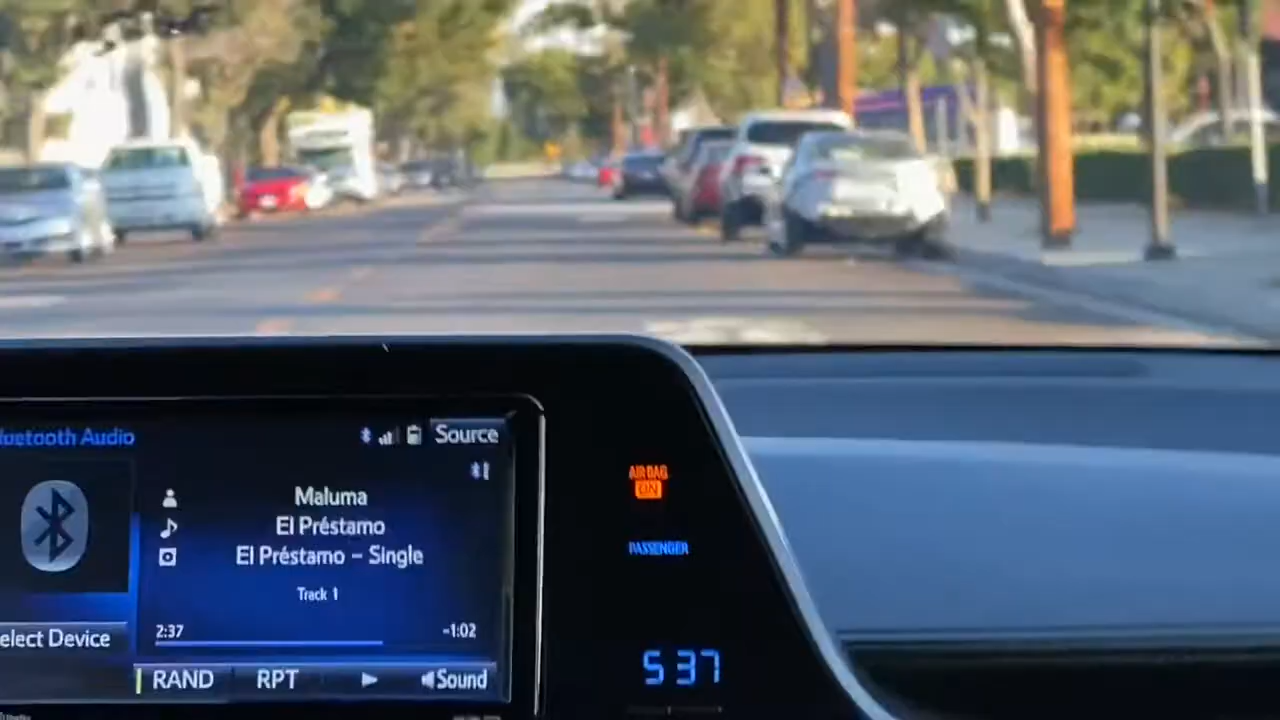 luetooth Audio
Source
Maluma
El Préstamo
El Préstamo – Single
Track 1
2:37
-1:02
elect Device
RAND
RPT
Sound
AIR BAG
ON
PASSENGER
5 37